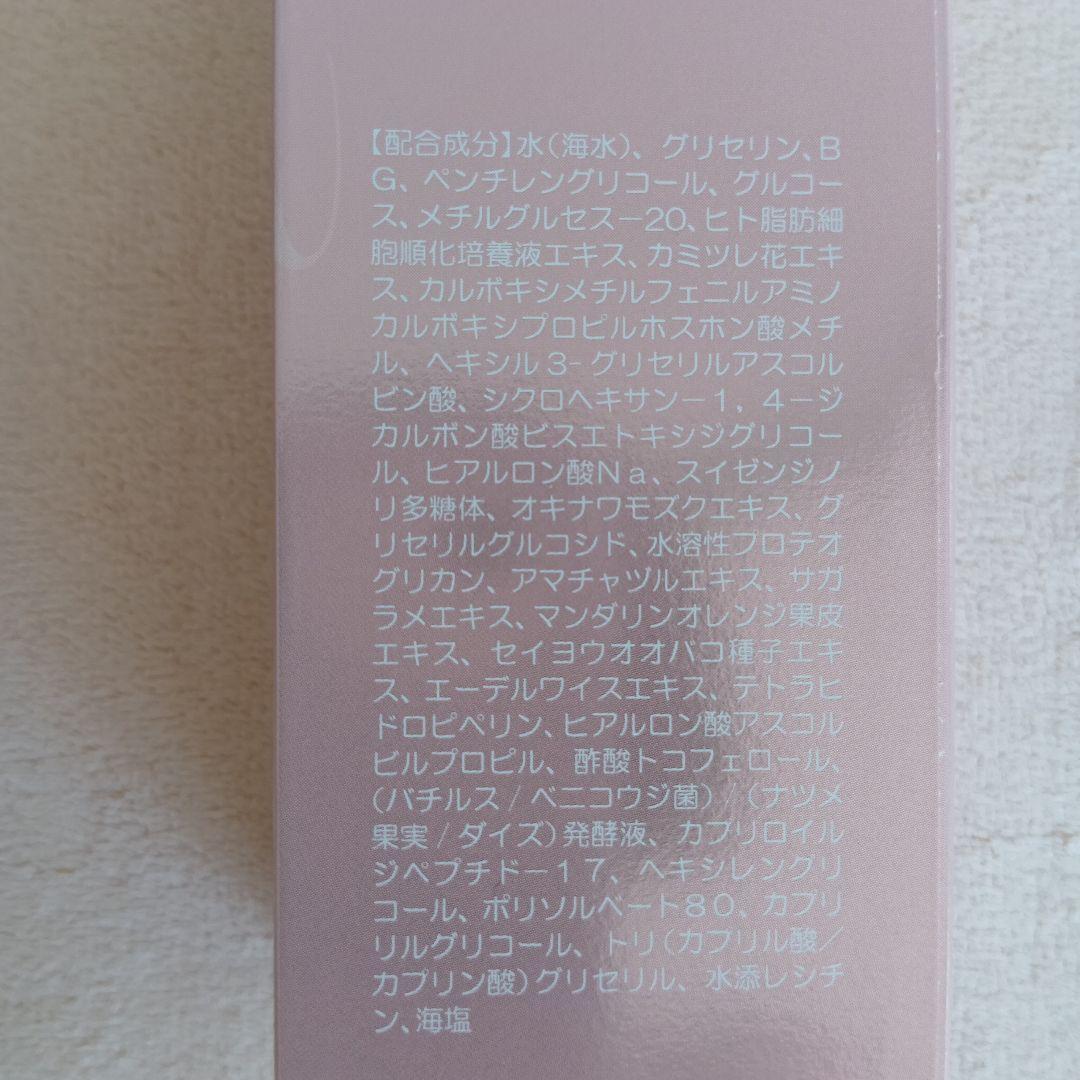 【配合成分】水(海水)、グリセリン、B
G、ペンチレングリコール、グルコー
ス、メチルグルセスー20、ヒト脂肪細
胞順化培養液エキス、カミツレ花エキ
ス、カルボキシメチルフェニルアミノ
カルボキシプロピルホスホン酸メチ
ル、ヘキシル3-グリセリルアスコル
ビン酸、シクロヘキサンー1,4ージ
カルボン酸ビスエトキシジグリコー
ル、ヒアルロン酸Na、スイゼンジノ
リ多糖体、オキナワモズクエキス、グ
リセリルグルコシド、水溶性プロテオ
グリカン、アマチャヅルエキス、サガ
ラメエキス、マンダリンオレンジ果皮
エキス、セイヨウオオバコ種子エキ
ス、エーデルワイスエキス、テトラヒ
ドロピペリン、ヒアルロン酸アスコル
ビルプロピル、酢酸トコフェロール、
(バチルス/ベニコウジ菌)/(ナツメ
果実/ダイズ)発酵液、カプリロイル
ジペプチドー17、ヘキシレングリ
コール、ポリソルベート80、カプリ
リルグリコール、トリ(カプリル酸/
カプリン酸)グリセリル、水添レシチ
ン、海塩